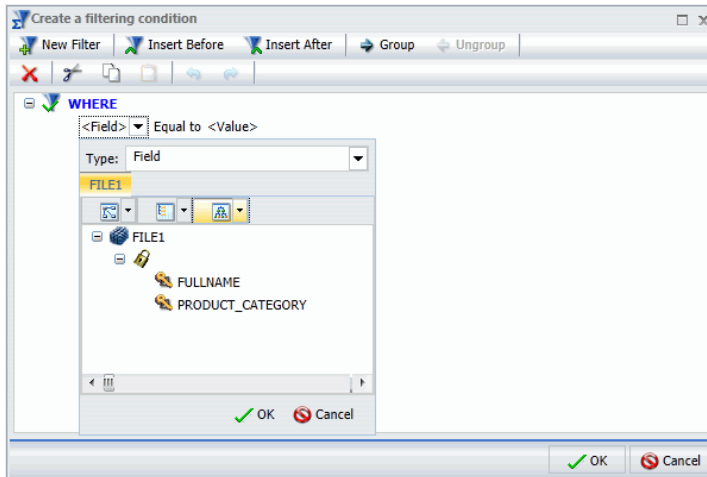 Create a filtering condition
New Filter Insert Before Insert After Group Ungroup
WHERE
<Field> Equal to <Value>
Type: Field
FILE1
FILE1
FULLNAME
PRODUCT_CATEGORY
OK Cancel
OK Cancel